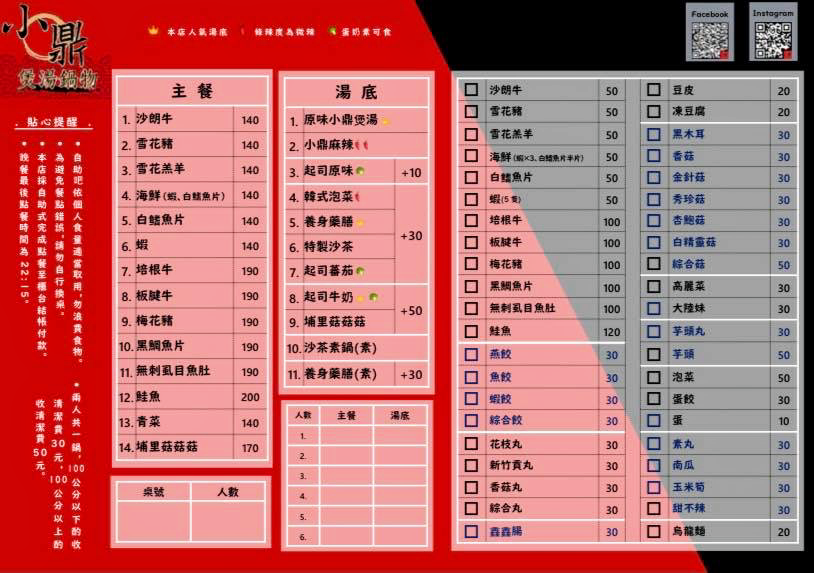 小鼎
煲湯鍋物
本店人氣湯底 條辣度為微辣 蛋奶素可食
Facebook
Instagram
. 貼心提醒 .
• 自助吧依個人食量適當取用,勿浪費食物。
• 為避免餐點錯誤,請勿自行換桌。
• 本店採自助式完成點餐至櫃台結帳付款。
• 晚餐最後點餐時間為 22:15。
• 兩人共一鍋,100公分以下酌收
清潔費30元,100公分以上酌
收清潔費50元。
主餐
1. 沙朗牛 140
2. 雪花豬 140
3. 雪花羔羊 140
4. 海鮮(蝦、白鱠魚片) 140
5. 白鱠魚片 140
6. 蝦 140
7. 培根牛 190
8. 板腱牛 190
9. 梅花豬 190
10. 黑鯛魚片 190
11. 無刺虱目魚肚 190
12. 鮭魚 200
13. 青菜 140
14. 埔里菇菇菇 170
桌號 人數
湯底
1. 原味小鼎煲湯
2. 小鼎麻辣
3. 起司原味 +10
4. 韓式泡菜
5. 養身藥膳
6. 特製沙茶 +30
7. 起司蕃茄
8. 起司牛奶
9. 埔里菇菇菇 +50
10. 沙茶素鍋(素)
11. 養身藥膳(素) +30
人數 主餐 湯底
1.
2.
3.
4.
5.
6.
沙朗牛 50
雪花豬 50
雪花羔羊 50
海鮮(蝦×3、白鱠魚片半片) 50
白鱠魚片 50
蝦(5隻) 50
培根牛 100
板腱牛 100
梅花豬 100
黑鯛魚片 100
無刺虱目魚肚 100
鮭魚 120
燕餃 30
魚餃 30
蝦餃 30
綜合餃 30
花枝丸 30
新竹貢丸 30
香菇丸 30
綜合丸 30
鑫鑫腸 30
豆皮 20
凍豆腐 20
黑木耳 30
香菇 30
金針菇 30
秀珍菇 30
杏鮑菇 30
白精靈菇 30
綜合菇 50
高麗菜 30
大陸妹 30
芋頭丸 30
芋頭 50
泡菜 50
蛋餃 30
蛋 10
素丸 30
南瓜 30
玉米筍 30
甜不辣 30
烏龍麵 20